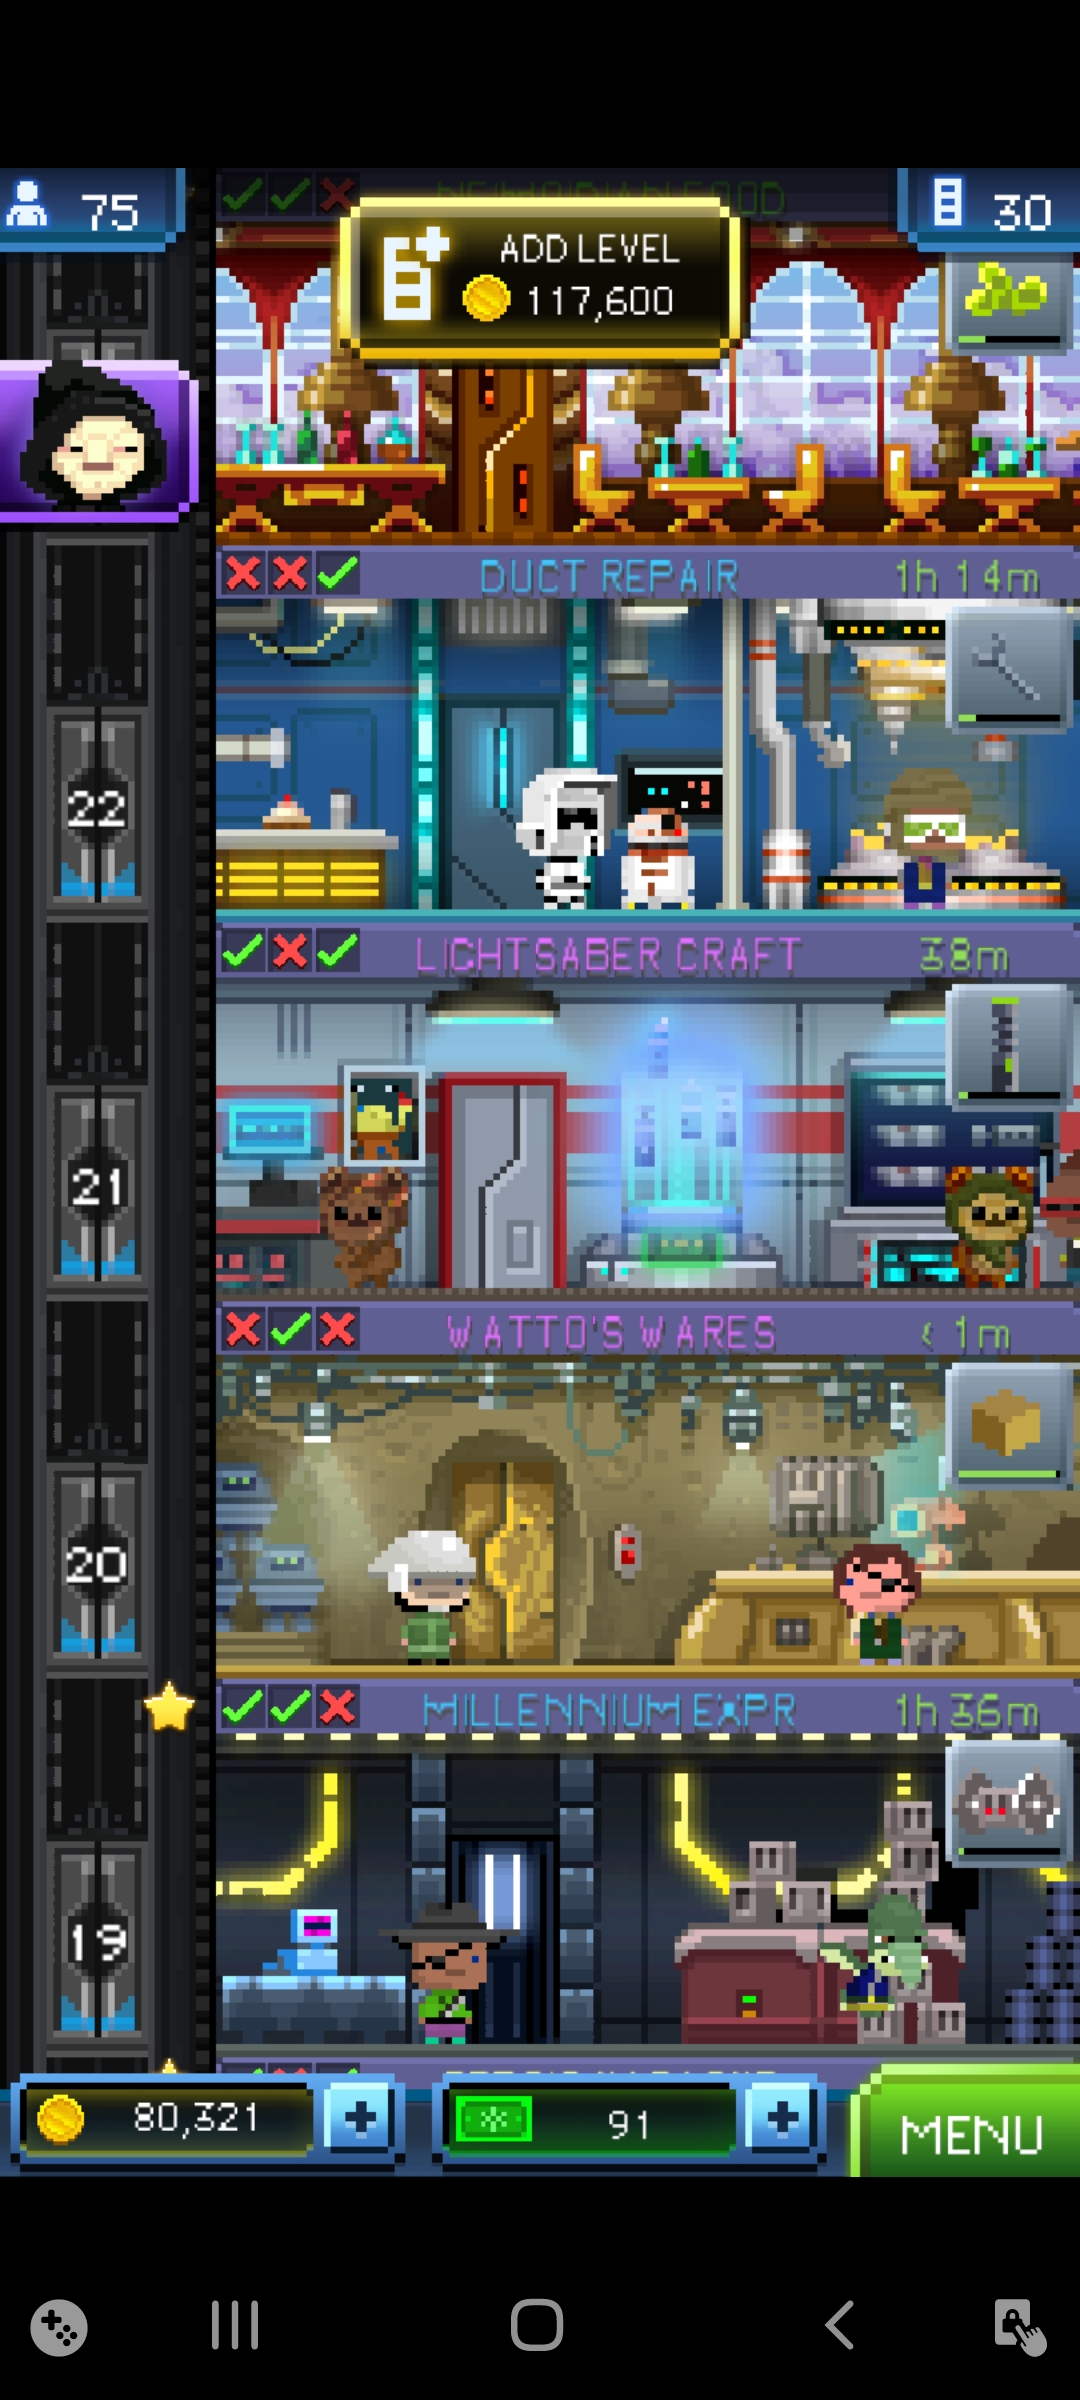 75
30
ADD LEVEL
117,600
DUCT REPAIR 1h 14m
22
LIGHTSABER CRAFT 38m
21
WATTO'S WARES < 1m
20
MILLENNIUM EXPR 1h 36m
19
80,321
91
MENU